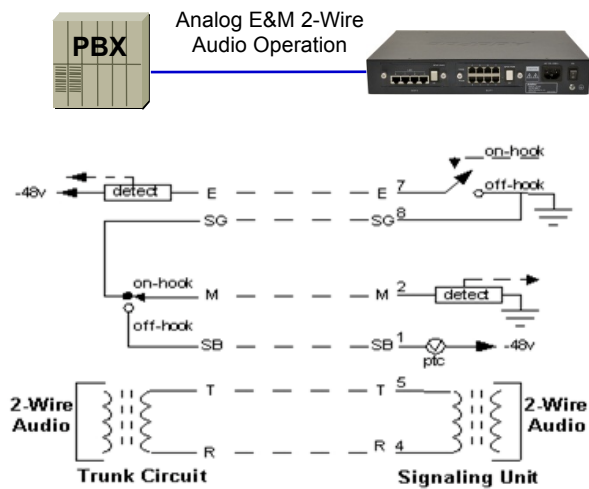 Analog E&M 2-Wire
Audio Operation
PBX
on-hook
-48v detect E E 7 off-hook
SG SG 8
on-hook M M 2 detect
off-hook
SB SB 1 -48v
ptc
T T 5
2-Wire
Audio
2-Wire
Audio
R R 4
Trunk Circuit Signaling Unit